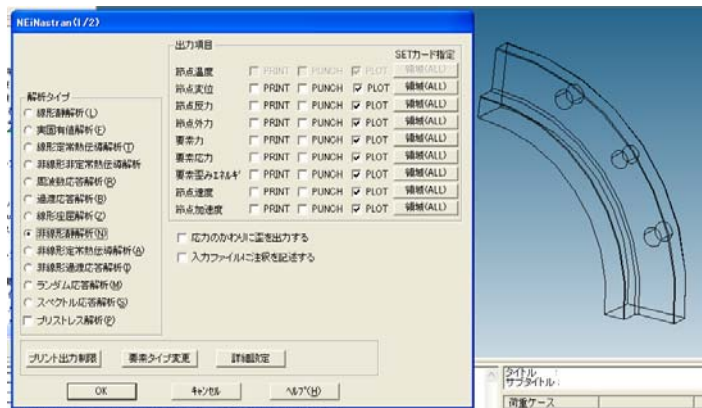 NEiNastran(1/2)
出力項目
SETカード指定
節点温度 PRINT PUNCH PLOT 領域(ALL)
節点変位 PRINT PUNCH PLOT 領域(ALL)
節点反力 PRINT PUNCH PLOT 領域(ALL)
節点外力 PRINT PUNCH PLOT 領域(ALL)
要素力 PRINT PUNCH PLOT 領域(ALL)
要素応力 PRINT PUNCH PLOT 領域(ALL)
要素歪みエネルギ PRINT PUNCH PLOT 領域(ALL)
節点速度 PRINT PUNCH PLOT 領域(ALL)
節点加速度 PRINT PUNCH PLOT 領域(ALL)
解析タイプ
線形静解析(L)
実固有値解析(E)
線形定常熱伝導解析(T)
非線形非定常熱伝導解析
周波数応答解析(R)
過渡応答解析(B)
線形座屈解析(Z)
非線形静解析(N)
非線形定常熱伝導解析(A)
非線形過渡応答解析(I)
ランダム応答解析(M)
スペクトル応答解析(S)
プリストレス解析(P)
応力のかわりに歪を出力する
入力ファイルに注釈を記述する
プリント出力制限 要素タイプ変更 詳細設定
OK キャンセル ヘルプ(H)
タイトル :
サブタイトル :
荷重ケース